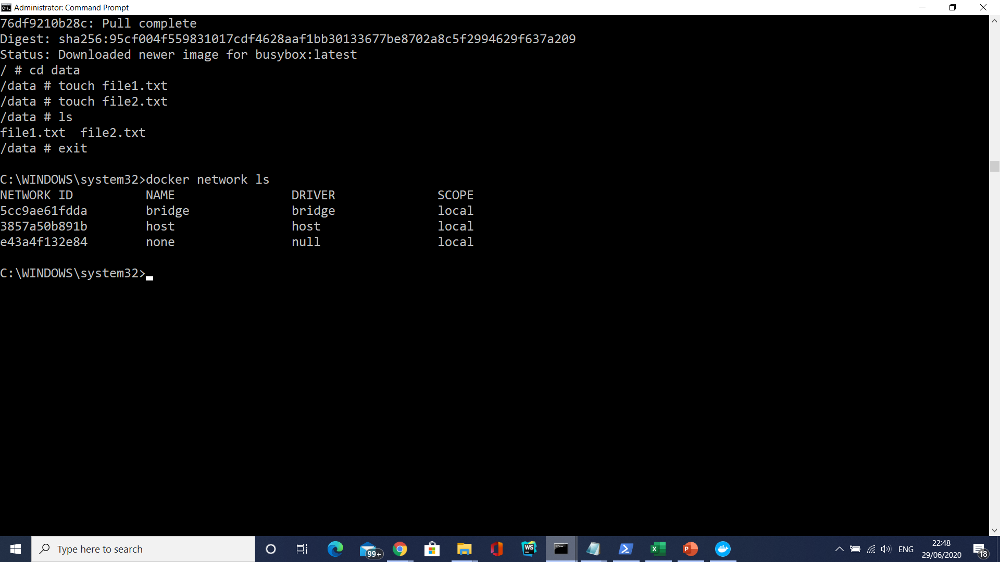 Administrator: Command Prompt
76df9210b28c: Pull complete
Digest: sha256:95cf004f559831017cdf4628aaf1bb30133677be8702a8c5f2994629f637a209
Status: Downloaded newer image for busybox:latest
/ # cd data
/data # touch file1.txt
/data # touch file2.txt
/data # ls
file1.txt  file2.txt
/data # exit
C:\WINDOWS\system32>docker network ls
NETWORK ID          NAME                DRIVER              SCOPE
5cc9ae61fdda        bridge              bridge              local
3857a50b891b        host                host                local
e43a4f132e84        none                null                local
C:\WINDOWS\system32>
Type here to search
99+
WS
ENG
22:48
29/06/2020
18